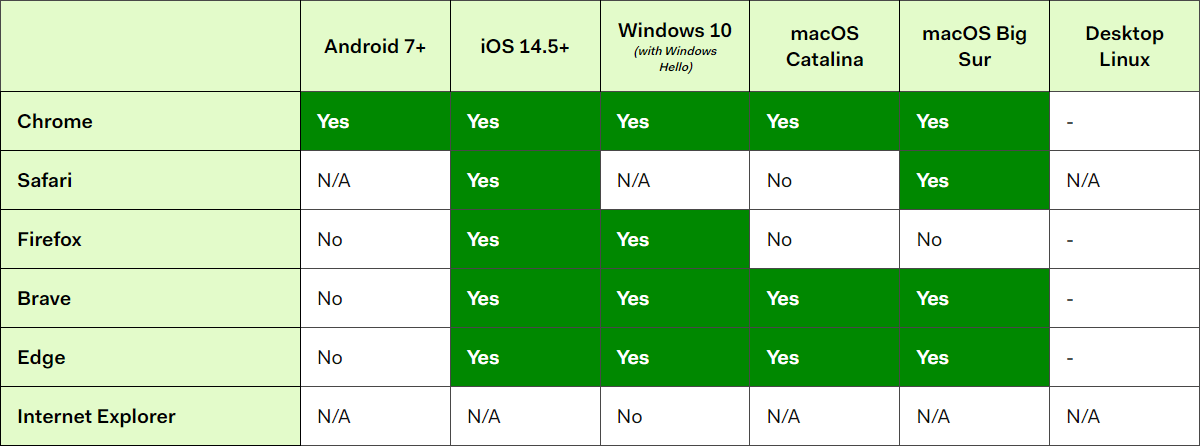 Android 7+ iOS 14.5+ Windows 10 (with Windows Hello) macOS Catalina macOS Big Sur Desktop Linux
Chrome Yes Yes Yes Yes Yes -
Safari N/A Yes N/A No Yes N/A
Firefox No Yes Yes No No -
Brave No Yes Yes Yes Yes -
Edge No Yes Yes Yes Yes -
Internet Explorer N/A N/A No N/A N/A N/A